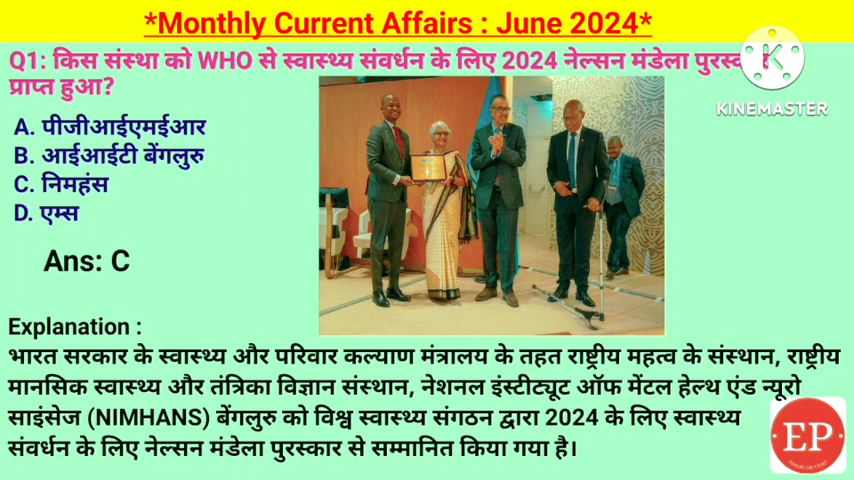 *Monthly Current Affairs : June 2024*
Q1: किस संस्था को WHO से स्वास्थ्य संवर्धन के लिए 2024 नेल्सन मंडेला
प्राप्त हुआ?
A. पीजीआईएमईआर
B. आईआईटी बेंगलुरु
C. निमहंस
D. एम्स
Ans: C
K
KINEMASTER
Explanation :
भारत सरकार के स्वास्थ्य और परिवार कल्याण मंत्रालय के तहत राष्ट्रीय महत्व के संस्थान, राष्ट्रीय
मानसिक स्वास्थ्य और तंत्रिका विज्ञान संस्थान, नेशनल इंस्टीट्यूट ऑफ मेंटल हेल्थ एंड न्यूरो
साइंसेज (NIMHANS) बेंगलुरु को विश्व स्वास्थ्य संगठन द्वारा 2024 के लिए स्वास्थ्य
संवर्धन के लिए नेल्सन मंडेला पुरस्कार से सम्मानित किया गया है।
EP